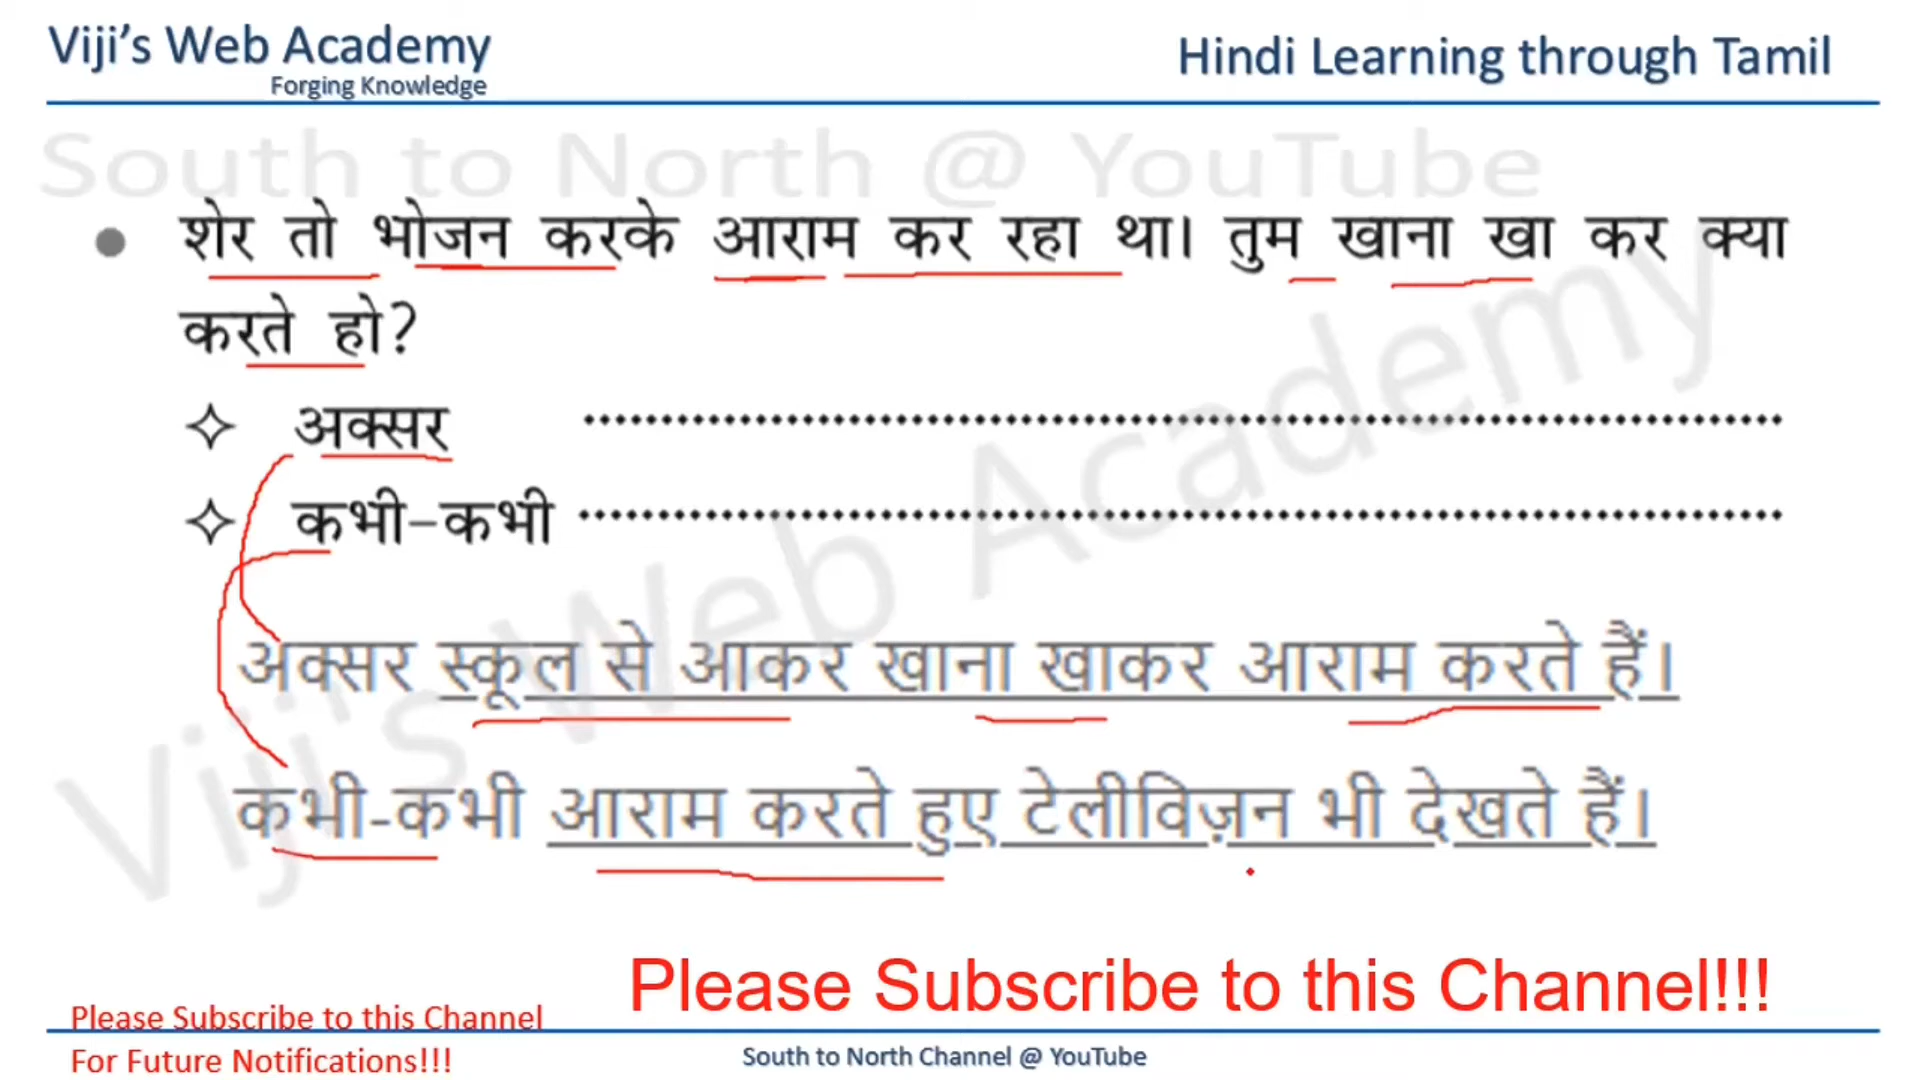 Viji’s Web Academy
Forging Knowledge
Hindi Learning through Tamil
South to North @ YouTube
शेर तो भोजन करके आराम कर रहा था। तुम खाना खा कर क्या
करते हो?
अक्सर ................................................................................
कभी-कभी ................................................................................
अक्सर स्कूल से आकर खाना खाकर आराम करते हैं।
कभी-कभी आराम करते हुए टेलीविज़न भी देखते हैं।
Viji's Web Academy
Please Subscribe to this Channel!!!
Please Subscribe to this Channel
For Future Notifications!!!
South to North Channel @ YouTube